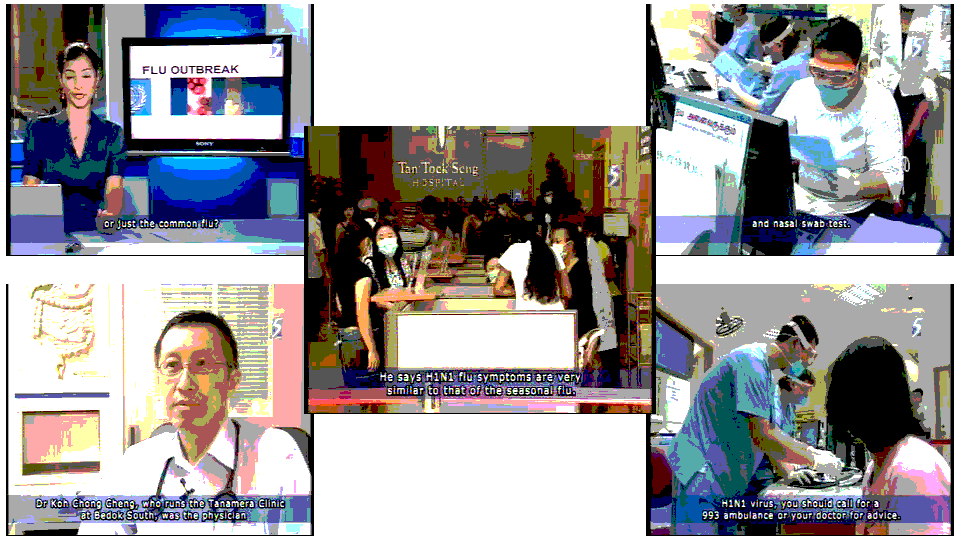 FLU OUTBREAK
SONY
or just the common flu?
and nasal swab test.
Tan Tock Seng
HOSPITAL
He says H1N1 flu symptoms are very
similar to that of the seasonal flu.
Dr Koh Chong Cheng, who runs the Tanamera Clinic
at Bedok South, was the physician
H1N1 virus, you should call for a
993 ambulance or your doctor for advice.